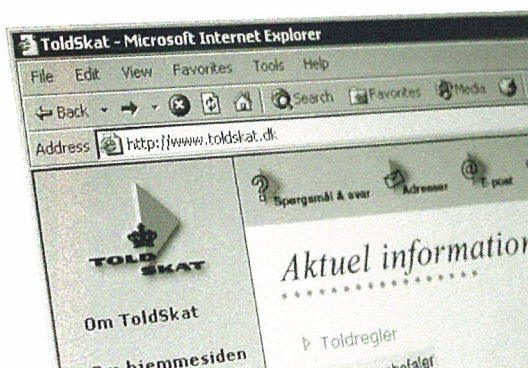 ToldSkat - Microsoft Internet Explorer
File Edit View Favorites Tools Help
Back Search Favorites Media
Address http://www.toldskat.dk
Spørgsmål & svar Adresser E-post
TOLD
SKAT
Aktuel information
Om ToldSkat
Toldregler
hjemmesiden